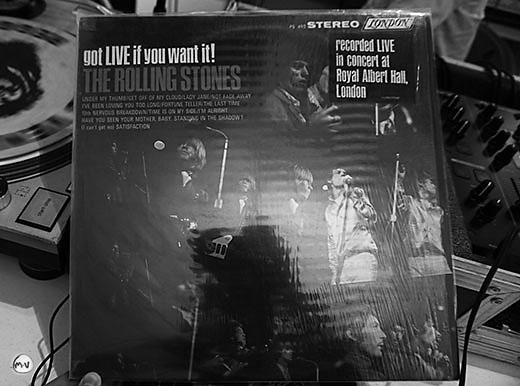 PS 493 STEREO LONDON
got LIVE if you want it!
THE ROLLING STONES
UNDER MY THUMB/GET OFF OF MY CLOUD/LADY JANE/NOT FADE AWAY
I'VE BEEN LOVING YOU TOO LONG/FORTUNE TELLER/THE LAST TIME
19th NERVOUS BREAKDOWN/TIME IS ON MY SIDE/I'M ALRIGHT
HAVE YOU SEEN YOUR MOTHER, BABY, STANDING IN THE SHADOW?
(I can't get no) SATISFACTION
recorded LIVE
in concert at
Royal Albert Hall,
London